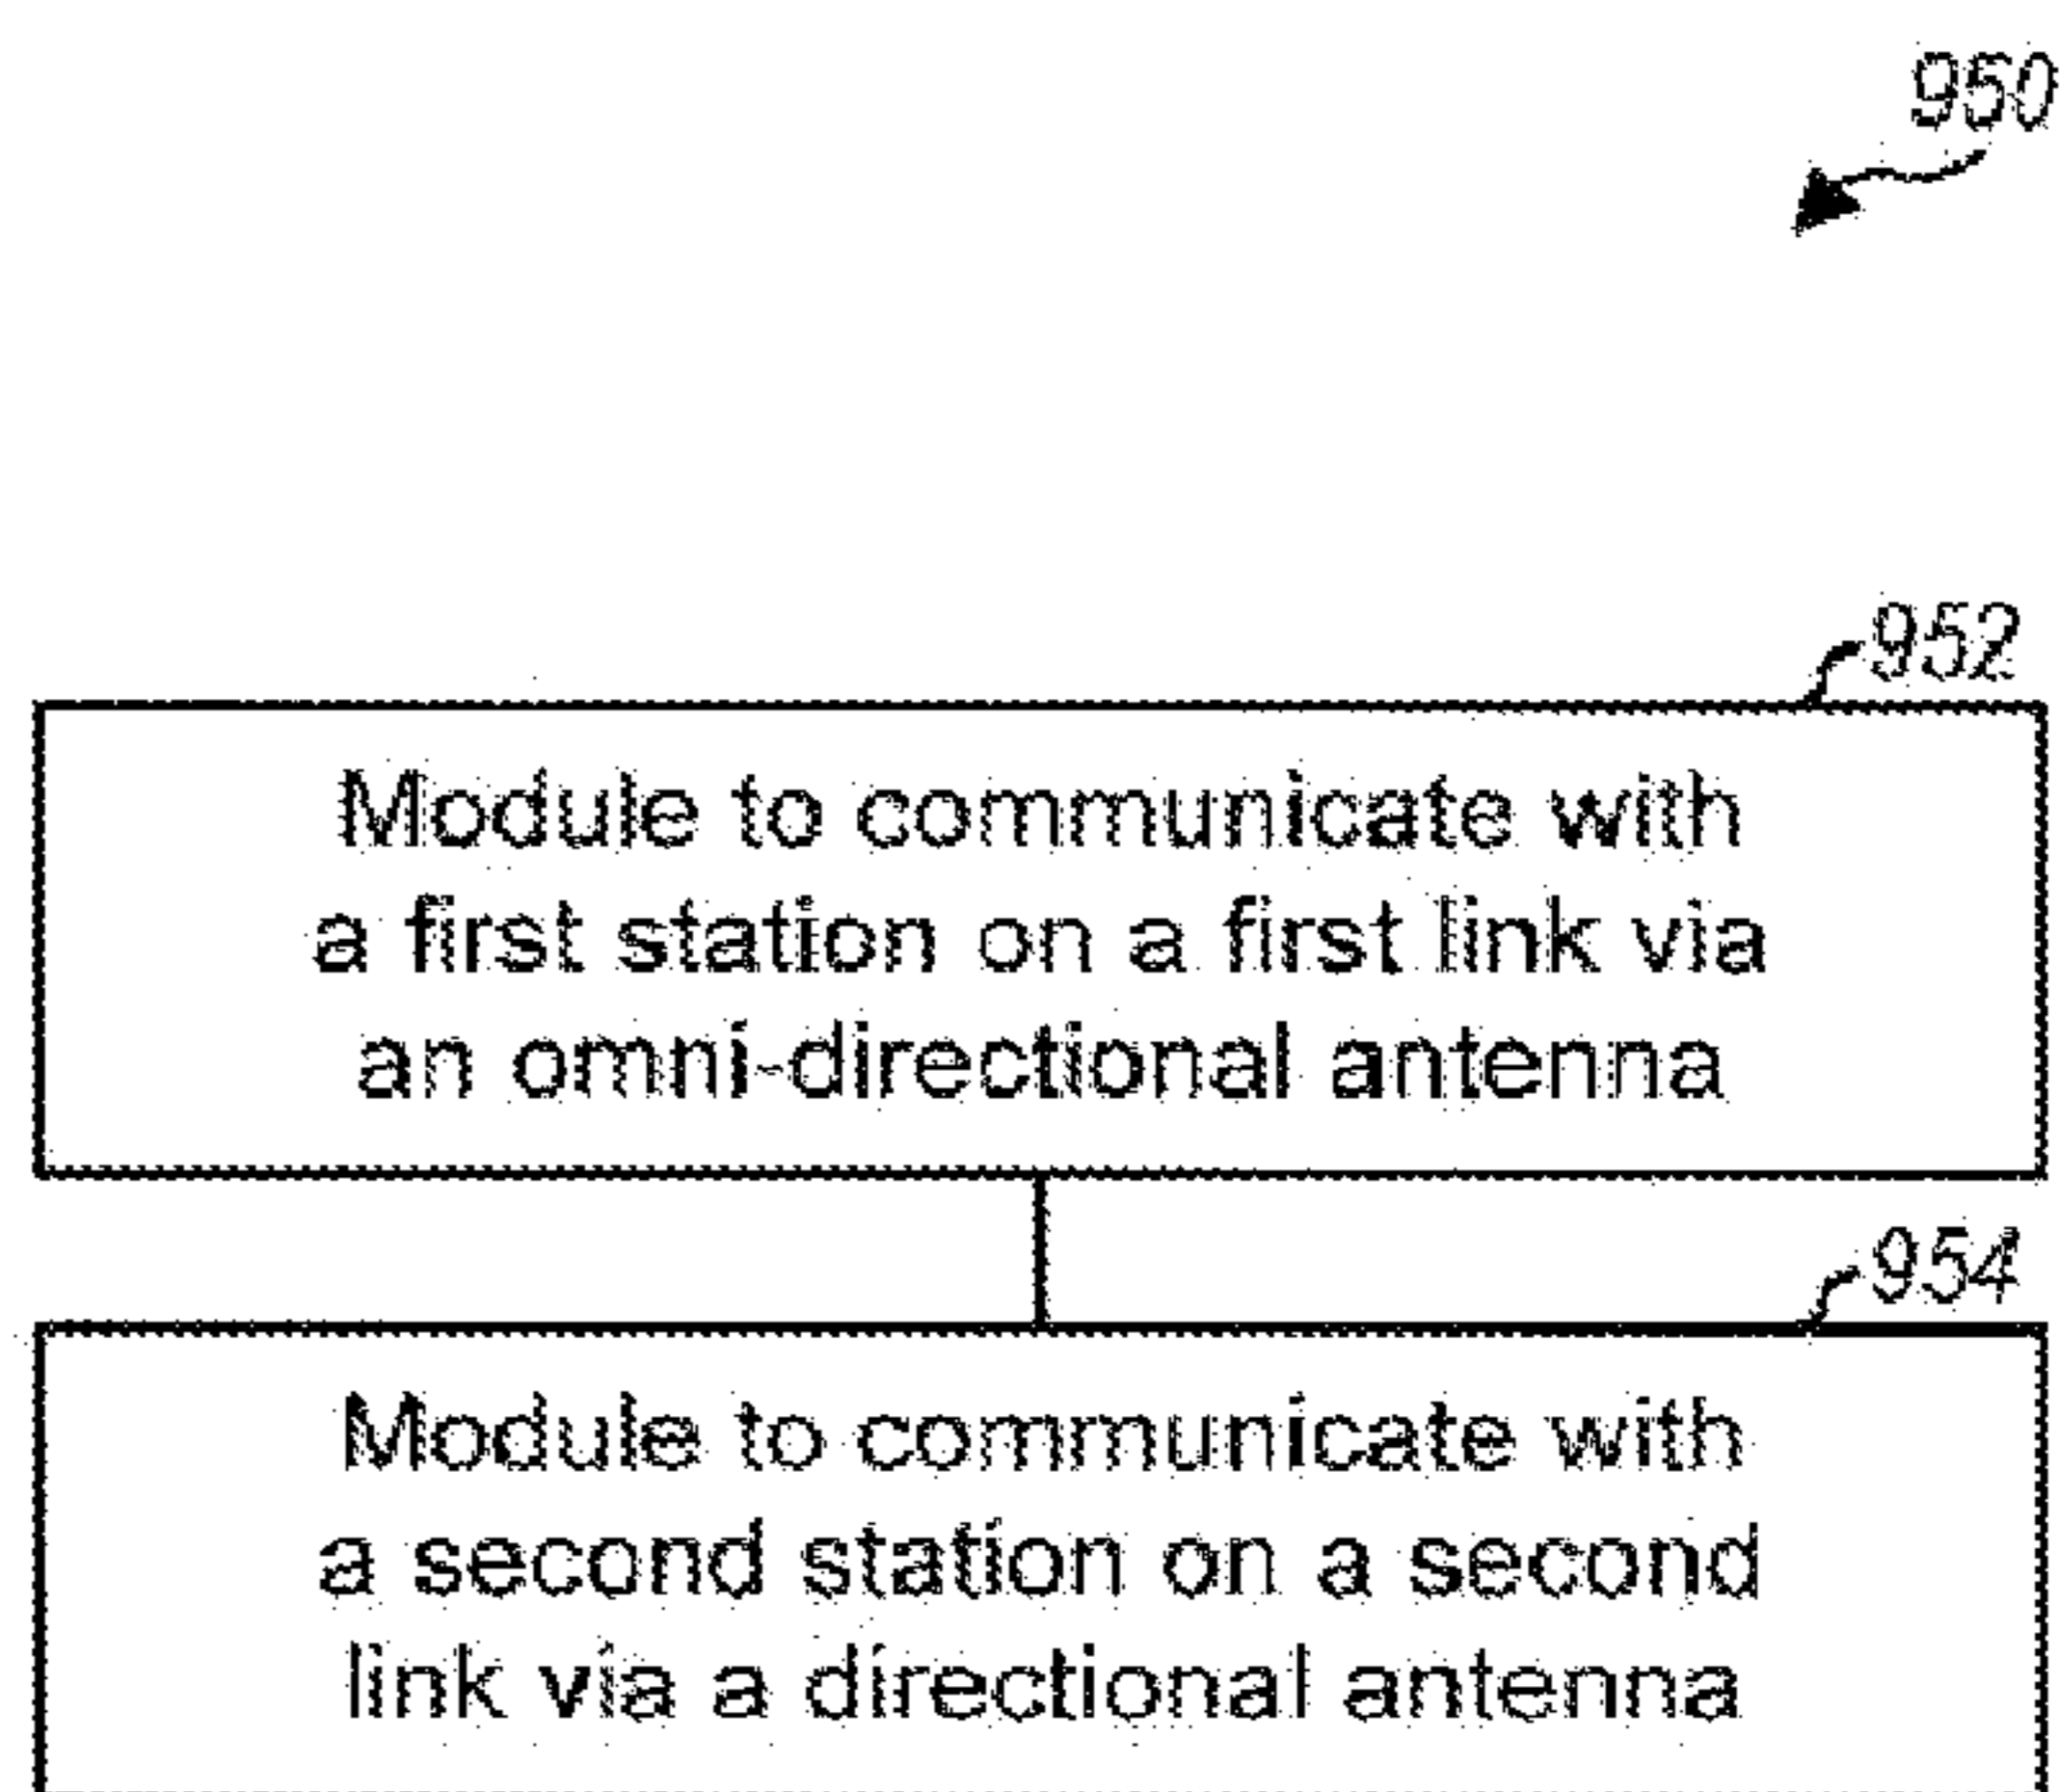 950
952
Module to communicate with
a first station on a first link via
an omni-directional antenna
954
Module to communicate with
a second station on a second
link via a directional antenna